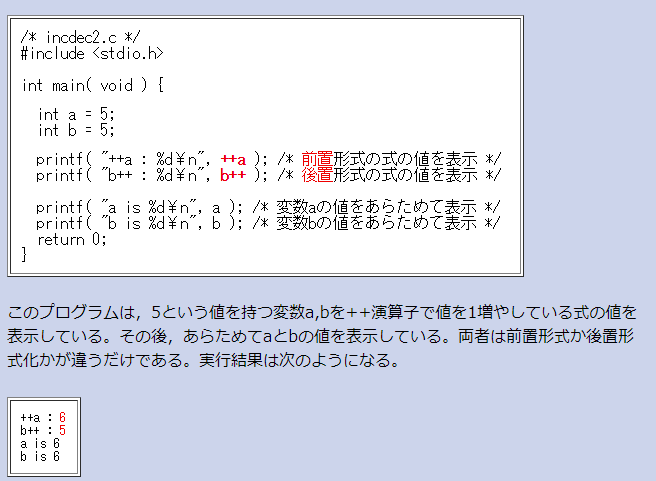 /* incdec2.c */
#include <stdio.h>
int main( void ) {
int a = 5;
int b = 5;
printf( "++a : %d¥n", ++a ); /* 前置形式の式の値を表示 */
printf( "b++ : %d¥n", b++ ); /* 後置形式の式の値を表示 */
printf( "a is %d¥n", a ); /* 変数aの値をあらためて表示 */
printf( "b is %d¥n", b ); /* 変数bの値をあらためて表示 */
return 0;
}
このプログラムは，5という値を持つ変数a,bを++演算子で値を1増やしている式の値を
表示している。その後，あらためてaとbの値を表示している。両者は前置形式か後置形
式化かが違うだけである。実行結果は次のようになる。
++a : 6
b++ : 5
a is 6
b is 6